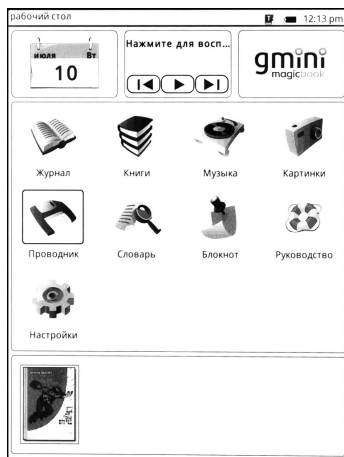 рабочий стол
12:13 pm
июля Вт
10
Нажмите для восп...
gmini
magicbook
Журнал
Книги
Музыка
Картинки
Проводник
Словарь
Блокнот
Руководство
Настройки